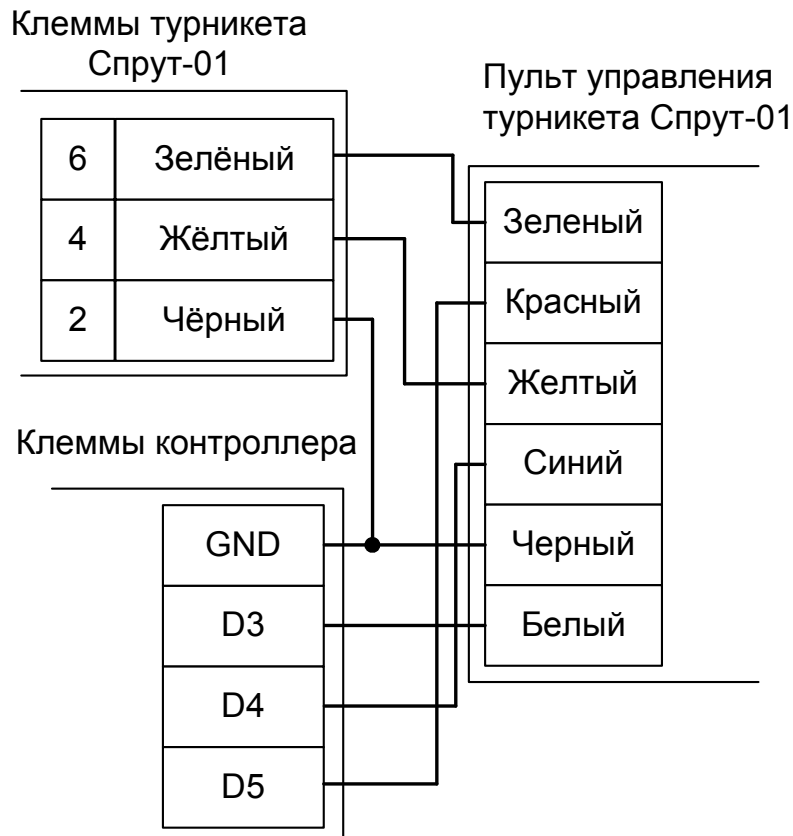 Клеммы турникета
Спрут-01
6 Зелёный
4 Жёлтый
2 Чёрный
Пульт управления
турникета Спрут-01
Зеленый
Красный
Желтый
Синий
Черный
Белый
Клеммы контроллера
GND
D3
D4
D5